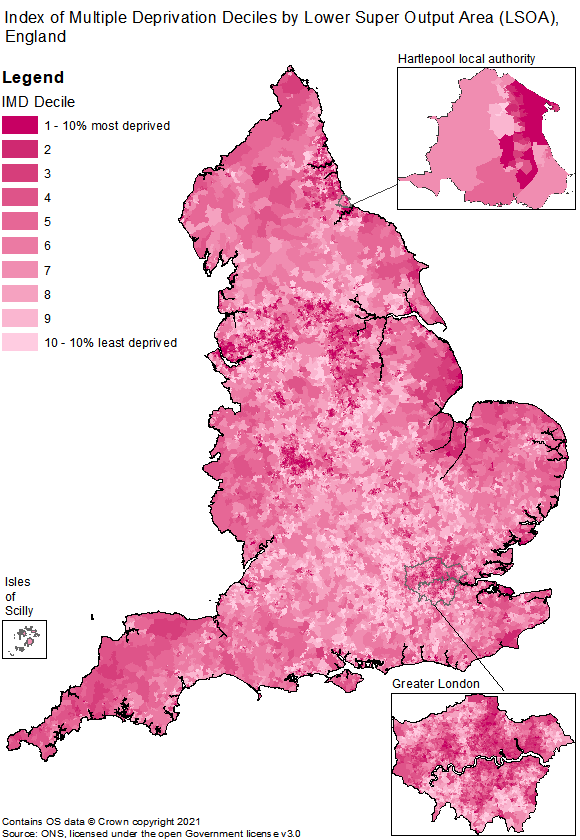 Index of Multiple Deprivation Deciles by Lower Super Output Area (LSOA),
England
Hartlepool local authority
Legend
IMD Decile
1 - 10% most deprived
2
3
4
5
6
7
8
9
10 - 10% least deprived
Isles
of
Scilly
Greater London
Contains OS data © Crown copyright 2021
Source: ONS, licensed under the open Government license v3.0